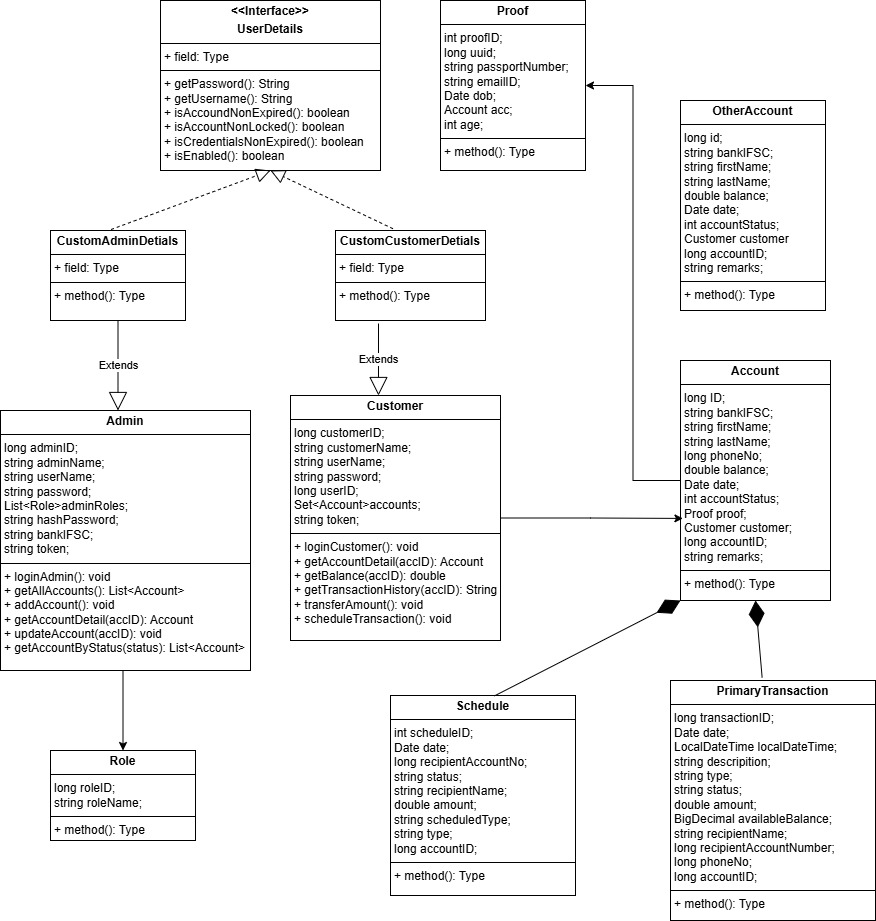 <<Interface>>
UserDetails
+ field: Type
+ getPassword(): String
+ getUsername(): String
+ isAccoundNonExpired(): boolean
+ isAccountNonLocked(): boolean
+ isCredentialsNonExpired(): boolean
+ isEnabled(): boolean
Proof
int proofID;
long uuid;
string passportNumber;
string emailID;
Date dob;
Account acc;
int age;
+ method(): Type
OtherAccount
long id;
string bankIFSC;
string firstName;
string lastName;
double balance;
Date date;
int accountStatus;
Customer customer
long accountID;
string remarks;
+ method(): Type
CustomAdminDetials
+ field: Type
+ method(): Type
CustomCustomerDetials
+ field: Type
+ method(): Type
Extends
Extends
Admin
long adminID;
string adminName;
string userName;
string password;
List<Role>adminRoles;
string hashPassword;
string bankIFSC;
string token;
+ loginAdmin(): void
+ getAllAccounts(): List<Account>
+ addAccount(): void
+ getAccountDetail(accID): Account
+ updateAccount(accID): void
+ getAccountByStatus(status): List<Account>
Customer
long customerID;
string customerName;
string userName;
string password;
long userID;
Set<Account>accounts;
string token;
+ loginCustomer(): void
+ getAccountDetail(accID): Account
+ getBalance(accID): double
+ getTransactionHistory(accID): String
+ transferAmount(): void
+ scheduleTransaction(): void
Account
long ID;
string bankIFSC;
string firstName;
string lastName;
long phoneNo;
double balance;
Date date;
int accountStatus;
Proof proof;
Customer customer;
long accountID;
string remarks;
+ method(): Type
Role
long roleID;
string roleName;
+ method(): Type
Schedule
int scheduleID;
Date date;
long recipientAccountNo;
string status;
string recipientName;
double amount;
string scheduledType;
string type;
long accountID;
+ method(): Type
PrimaryTransaction
long transactionID;
Date date;
LocalDateTime localDateTime;
string descripition;
string type;
string status;
double amount;
BigDecimal availableBalance;
string recipientName;
long recipientAccountNumber;
long phoneNo;
long accountID;
+ method(): Type